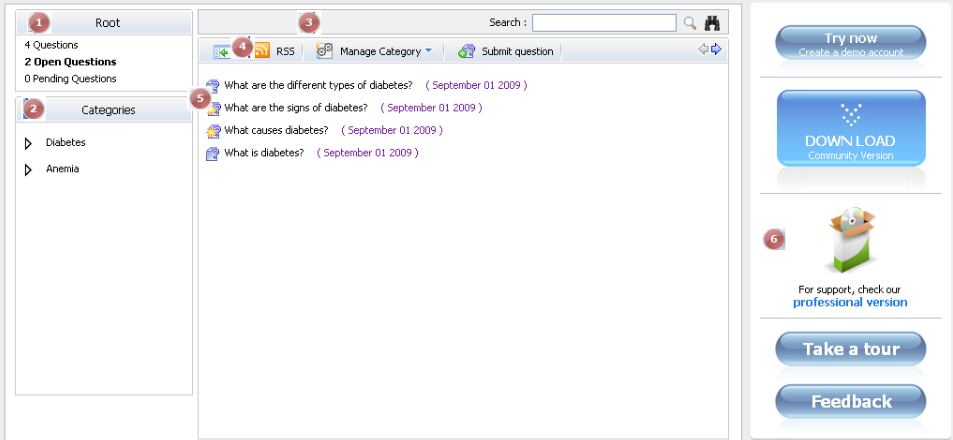 1 Root
4 Questions
2 Open Questions
0 Pending Questions
2 Categories
Diabetes
Anemia
3 Search :
4 RSS Manage Category Submit question
5
What are the different types of diabetes? ( September 01 2009 )
What are the signs of diabetes? ( September 01 2009 )
What causes diabetes? ( September 01 2009 )
What is diabetes? ( September 01 2009 )
Try now
Create a demo account
DOWNLOAD
Community Version
6
For support, check our
professional version
Take a tour
Feedback